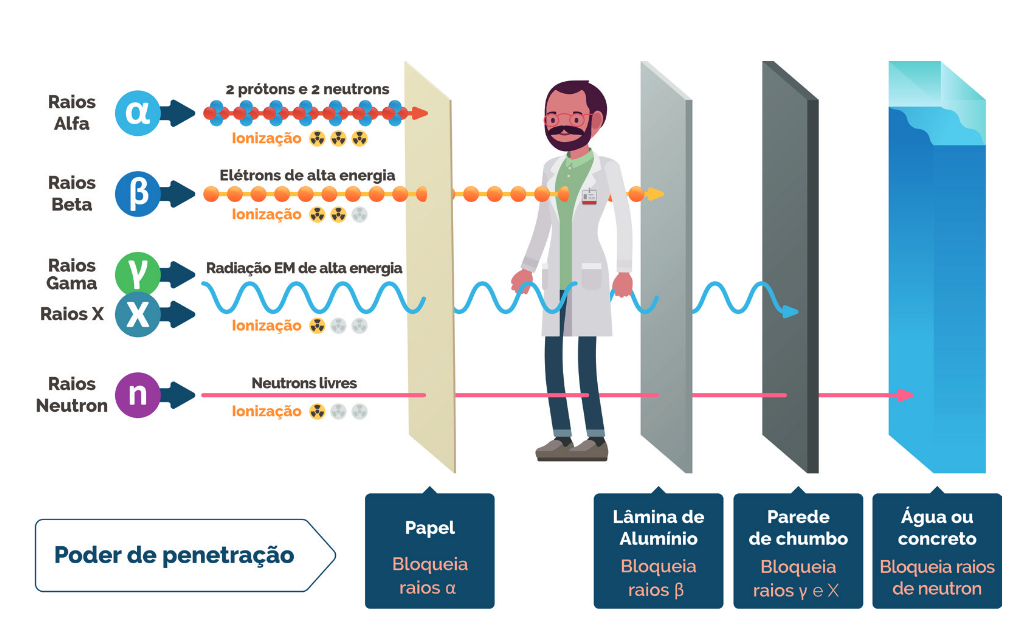 2 prótons e 2 neutrons
Raios
Alfa
α
Ionização
Elétrons de alta energia
Raios
Beta
β
Ionização
Raios
Gama
γ
Radiação EM de alta energia
Raios X
X
Ionização
Raios
Neutron
n
Neutrons livres
Ionização
Poder de penetração
Papel
Bloqueia
raios α
Lâmina de
Alumínio
Bloqueia
raios β
Parede
de chumbo
Bloqueia
raios γ e X
Água ou
concreto
Bloqueia raios
de neutron